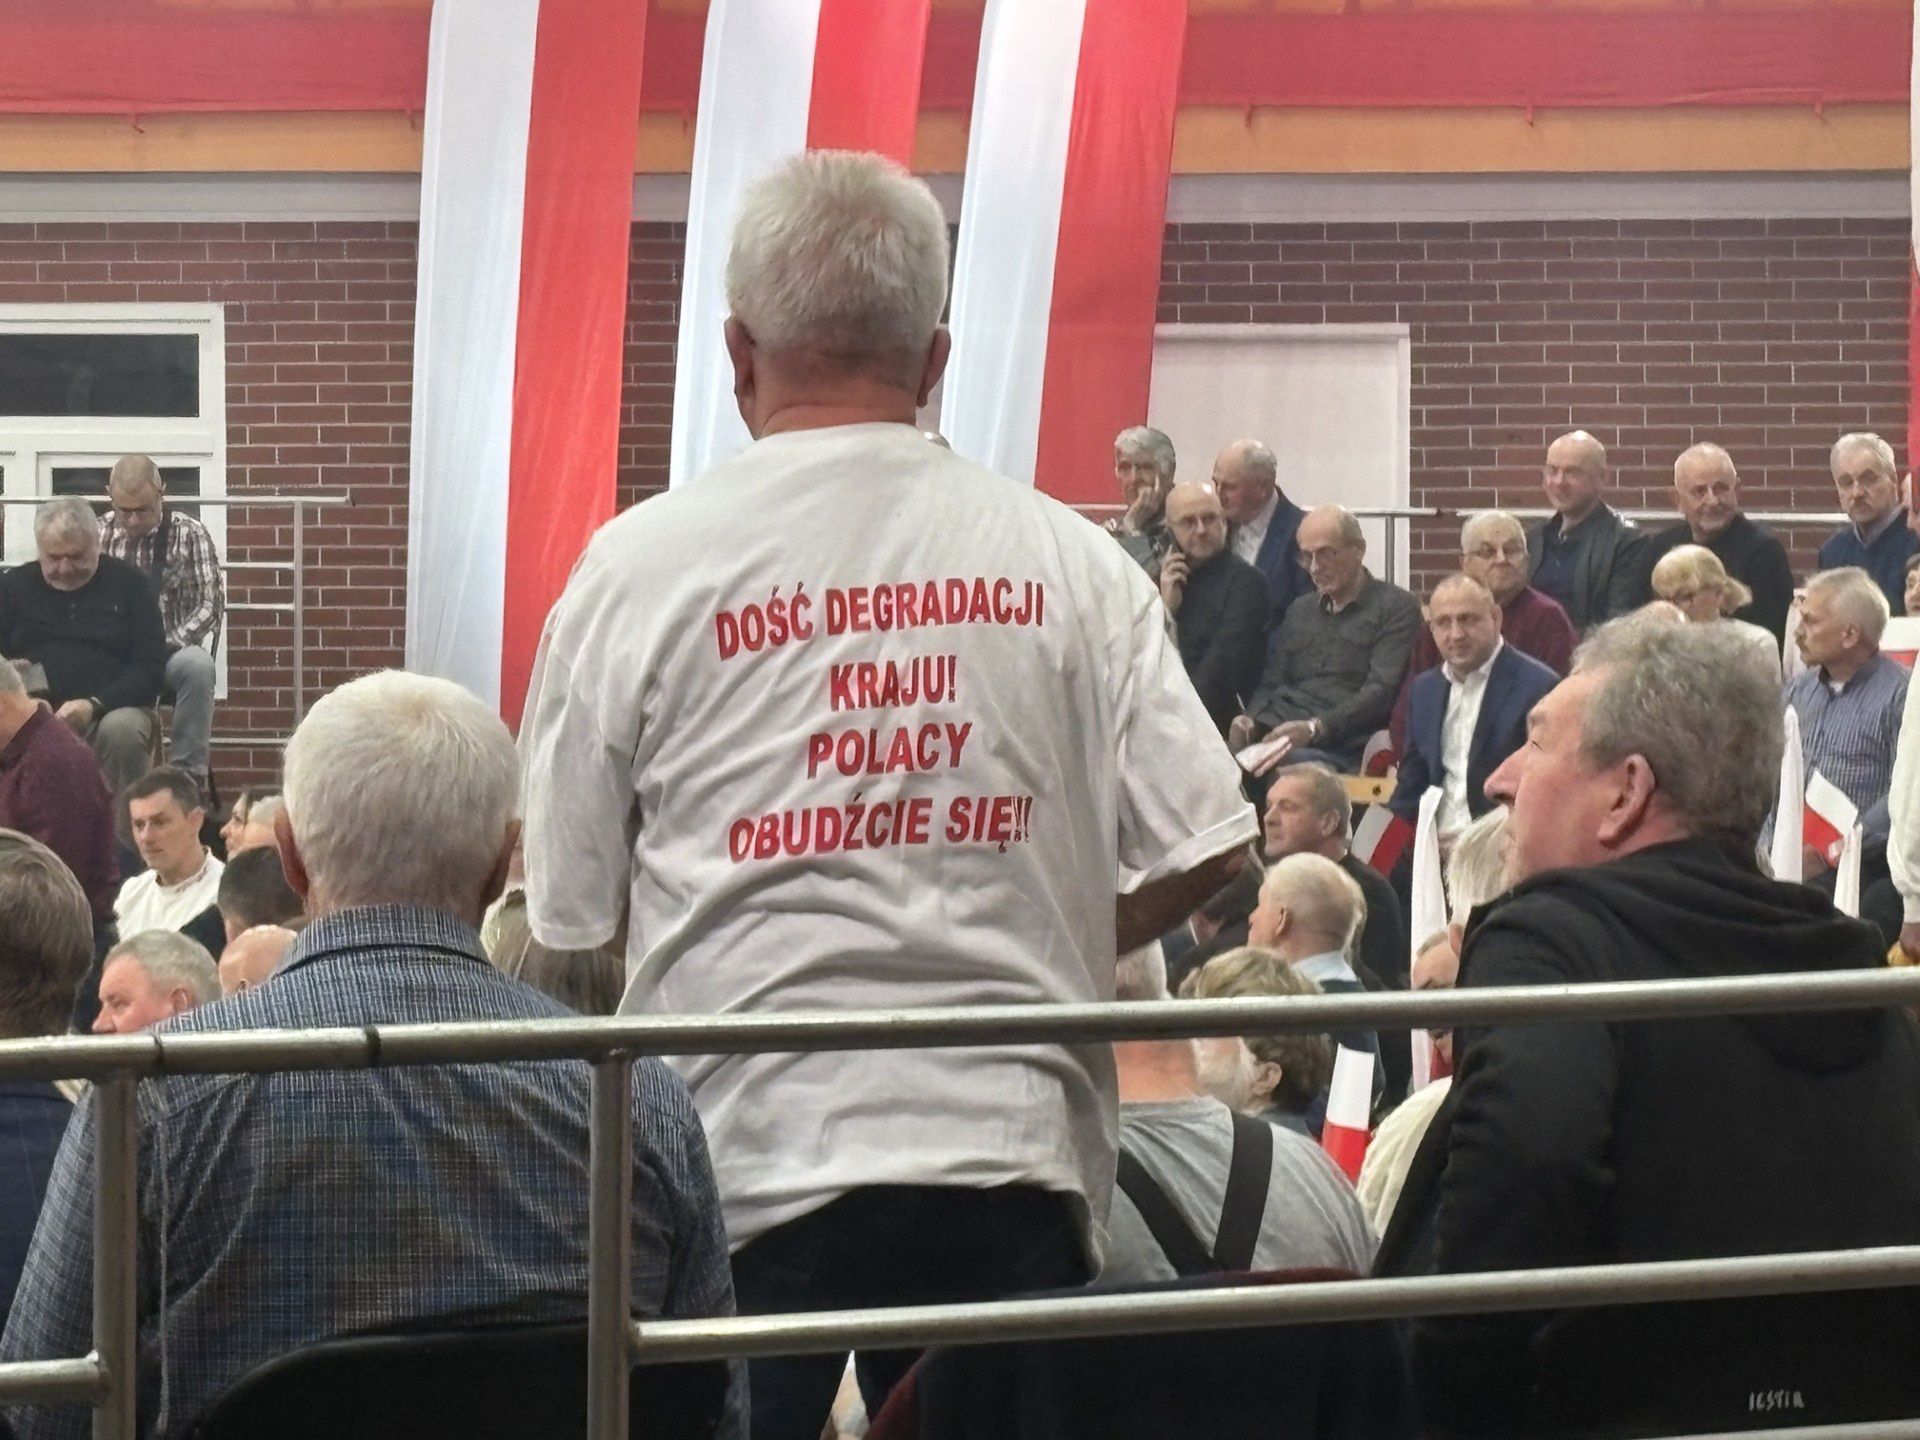 DOŚĆ DEGRADACJI
KRAJU!
POLACY
OBUDŹCIE SIĘ!!